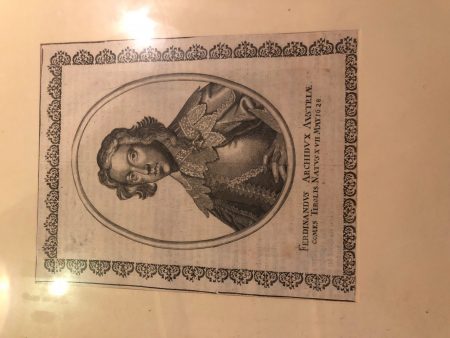 FERDINANDVS ARCHIDVX AVSTRIÆ
COMES TIROLIS. NATVS XVII MAII 1628